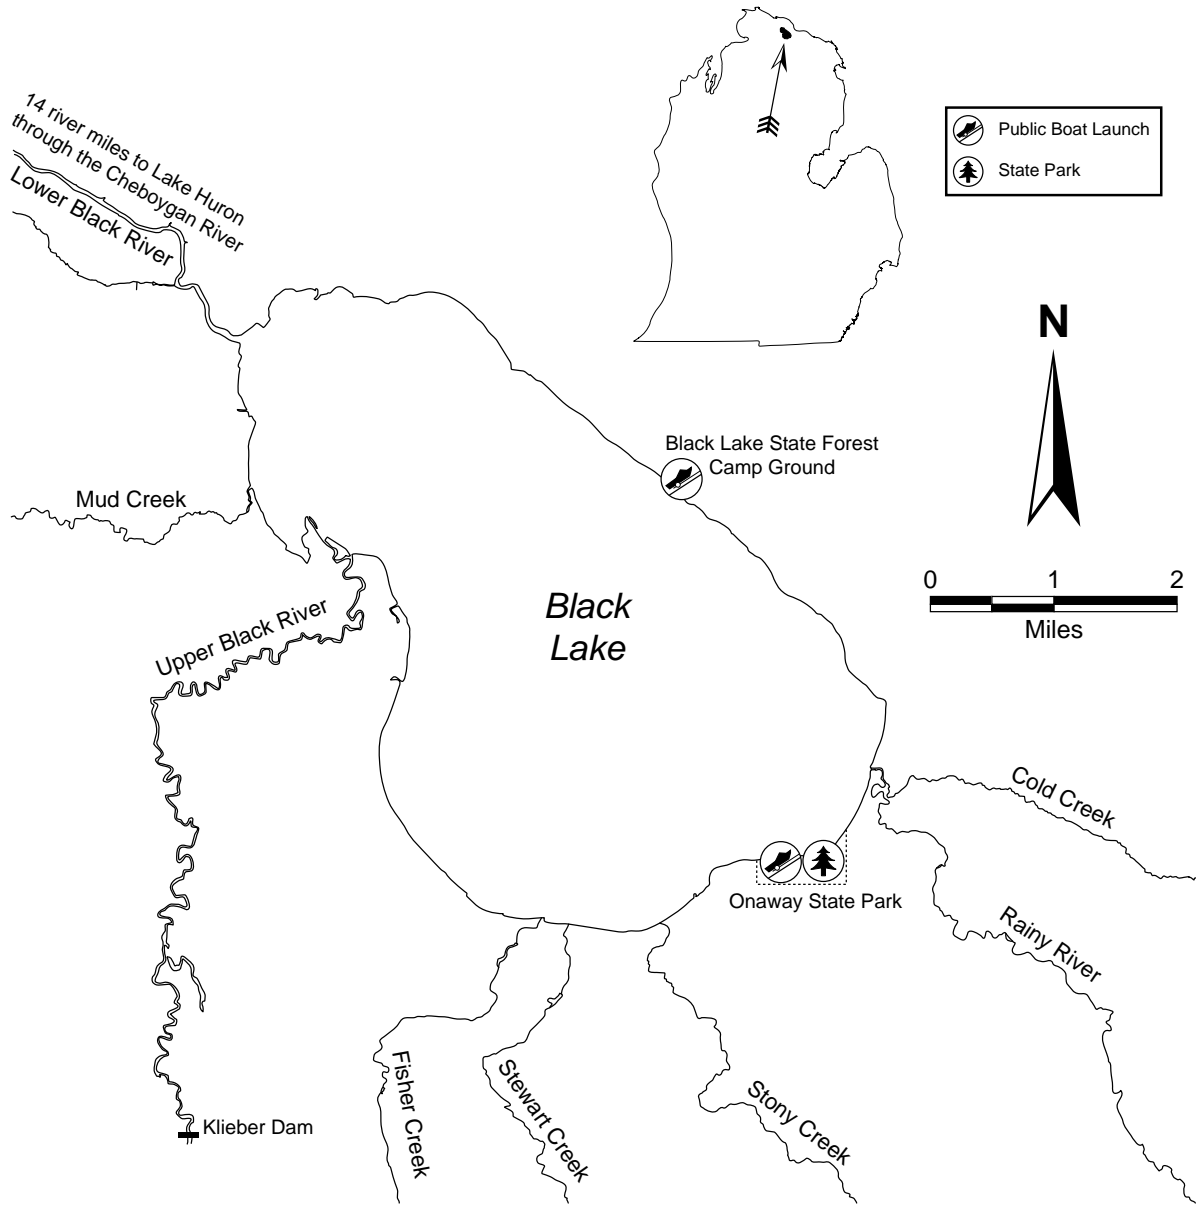 14 river miles to Lake Huron
through the Cheboygan River
Lower Black River
Public Boat Launch
State Park
N
Black Lake State Forest
Camp Ground
Mud Creek
0 1 2
Miles
Black
Lake
Upper Black River
Cold Creek
Onaway State Park
Rainy River
Fisher Creek
Stewart Creek
Stony Creek
Klieber Dam